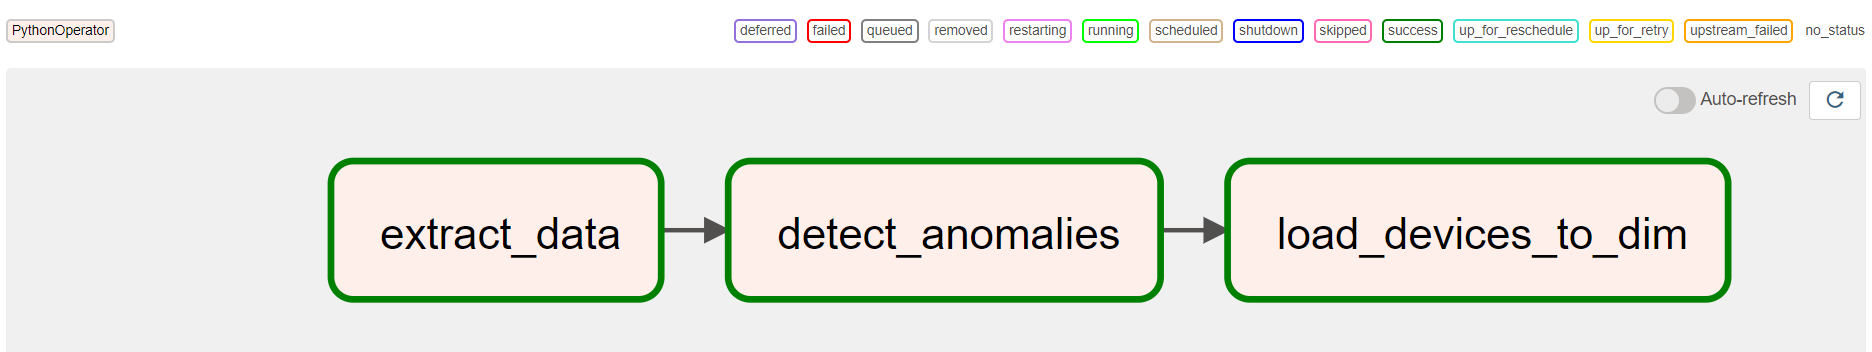 PythonOperator deferred failed queued removed restarting running scheduled shutdown skipped success up_for_reschedule up_for_retry upstream_failed no_status
Auto-refresh
extract_data detect_anomalies load_devices_to_dim